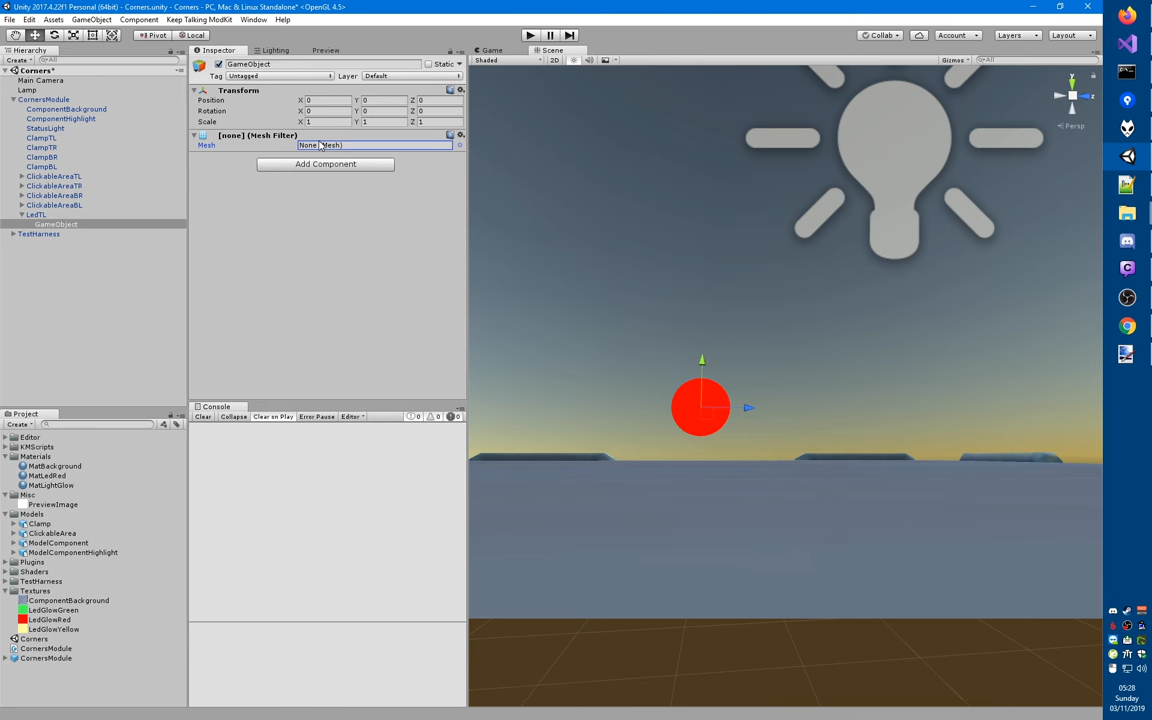 Corners.unity - Corners - PC, Mac & Linux Standalone* <OpenGL 4.5>
Unity 2017.4.22f1 Personal (64bit) -
File Edit Assets GameObject Component Keep Talking ModKit Window Help
Pivot Local Collab Account Layers Layout
Hierarchy
Create All
Corners*
Main Camera
Lamp
CornersModule
ComponentBackground
ComponentHighlight
StatusLight
ClampTL
ClampTR
ClampBR
ClampBL
ClickableAreaTL
ClickableAreaTR
ClickableAreaBR
ClickableAreaBL
LedTL
GameObject
TestHarness
Inspector Lighting Preview
GameObject Static
Tag Untagged Layer Default
Transform
Position X 0 Y 0 Z 0
Rotation X 0 Y 0 Z 0
Scale X 1 Y 1 Z 1
[none] (Mesh Filter)
Mesh None (Mesh)
Add Component
Game Scene
Shaded 2D Gizmos All
y
z
Persp
Project
Create
Editor
KMScripts
Materials
MatBackground
MatLedRed
MatLightGlow
Misc
PreviewImage
Models
Clamp
ClickableArea
ModelComponent
ModelComponentHighlight
Plugins
Shaders
TestHarness
Textures
ComponentBackground
LedGlowGreen
LedGlowRed
LedGlowYellow
Corners
CornersModule
CornersModule
Console
Clear Collapse Clear on Play Error Pause Editor 0 0 0
05:28
Sunday
03/11/2019